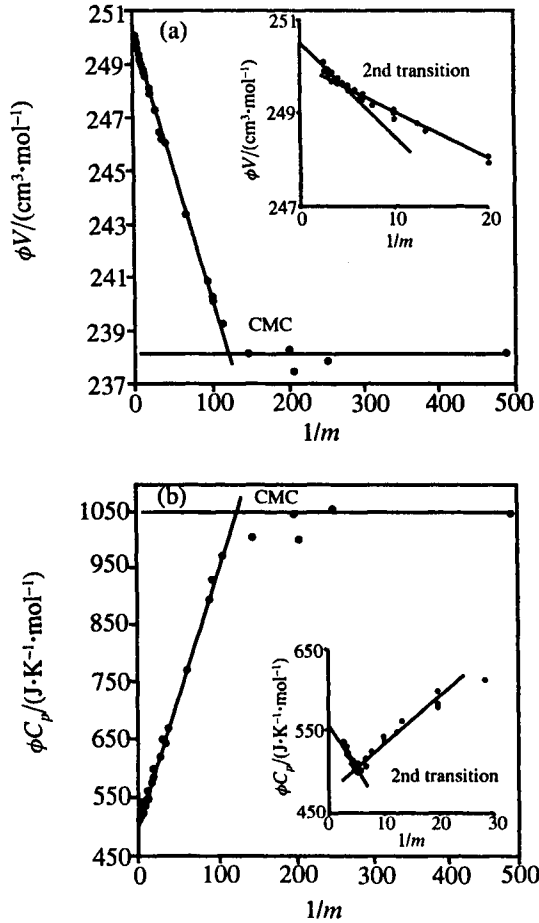 (a)
251
249
247
245
243
241
239
237
ϕV/(cm³·mol⁻¹)
CMC
0 100 200 300 400 500
1/m
251
249
247
ϕV/(cm³·mol⁻¹)
2nd transition
0 10 20
1/m
(b)
1050
950
850
750
650
550
450
ϕCₚ/(J·K⁻¹·mol⁻¹)
CMC
0 100 200 300 400 500
1/m
650
550
450
ϕCₚ/(J·K⁻¹·mol⁻¹)
2nd transition
0 10 20 30
1/m